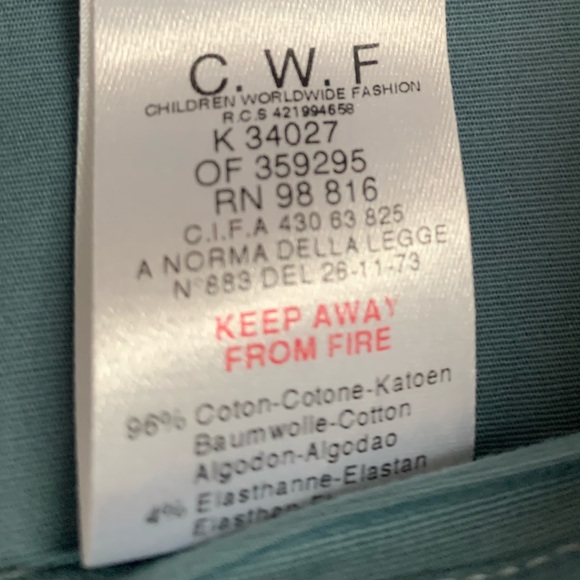 C. W. F
CHILDREN WORLDWIDE FASHION
R.C.S 421994658
K 34027
OF 359295
RN 98 816
C.I.F.A 430 63 825
A NORMA DELLA LEGGE
N°883 DEL 26-11-73
KEEP AWAY
FROM FIRE
96% Coton-Cotone-Katoen
Baumwolle-Cotton
Algodon-Algodao
4% Elasthanne-Elastan
Elasthan-